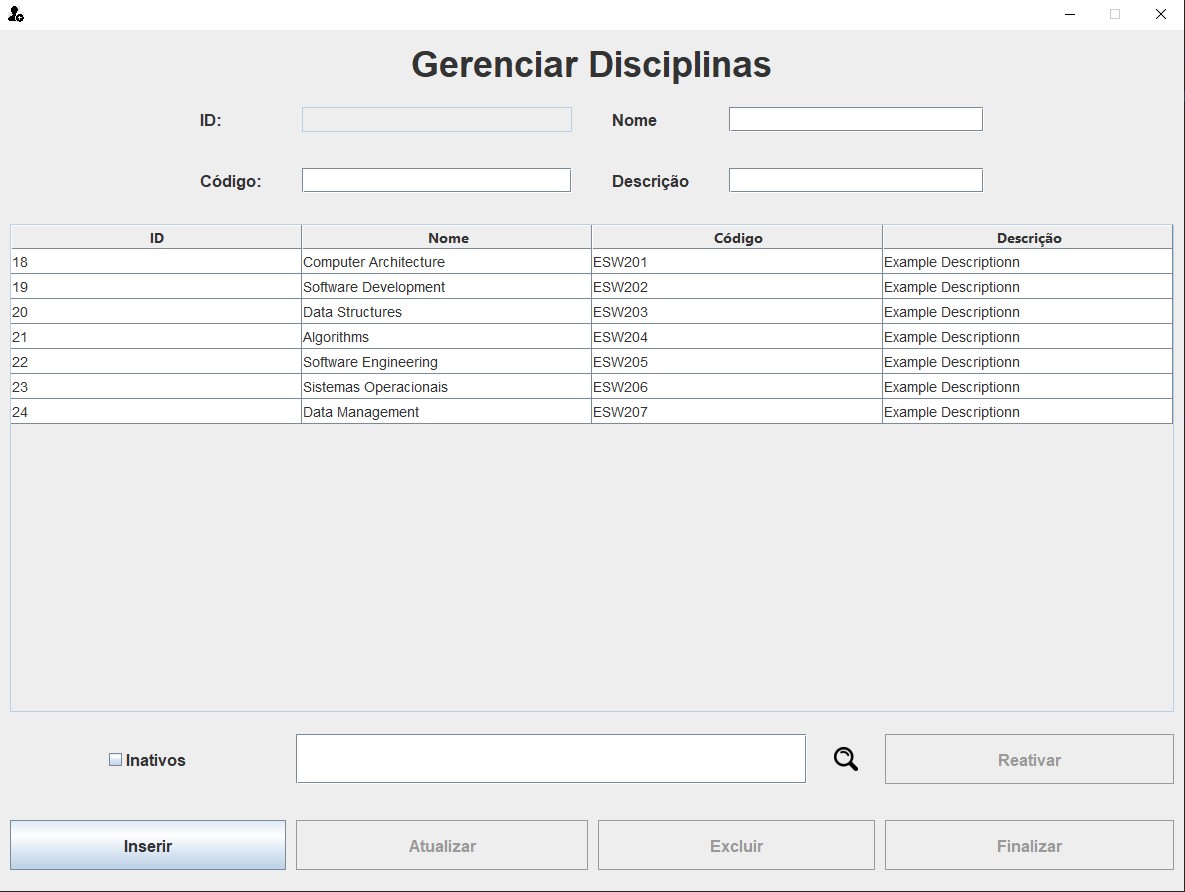 Gerenciar Disciplinas
ID: Nome
Código: Descrição
ID Nome Código Descrição
18 Computer Architecture ESW201 Example Descriptionn
19 Software Development ESW202 Example Descriptionn
20 Data Structures ESW203 Example Descriptionn
21 Algorithms ESW204 Example Descriptionn
22 Software Engineering ESW205 Example Descriptionn
23 Sistemas Operacionais ESW206 Example Descriptionn
24 Data Management ESW207 Example Descriptionn
Inativos Reativar
Inserir Atualizar Excluir Finalizar